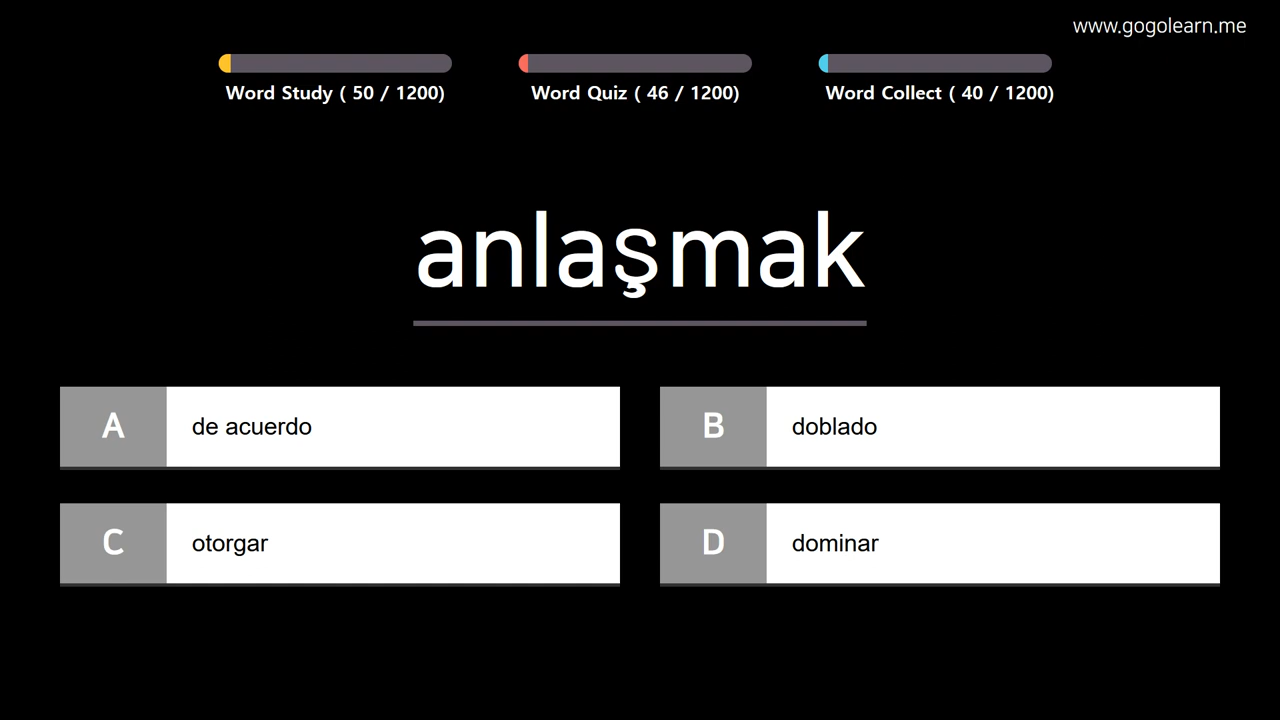 www.gogolearn.me
Word Study ( 50 / 1200)
Word Quiz ( 46 / 1200)
Word Collect ( 40 / 1200)
anlaşmak
A de acuerdo
B doblado
C otorgar
D dominar